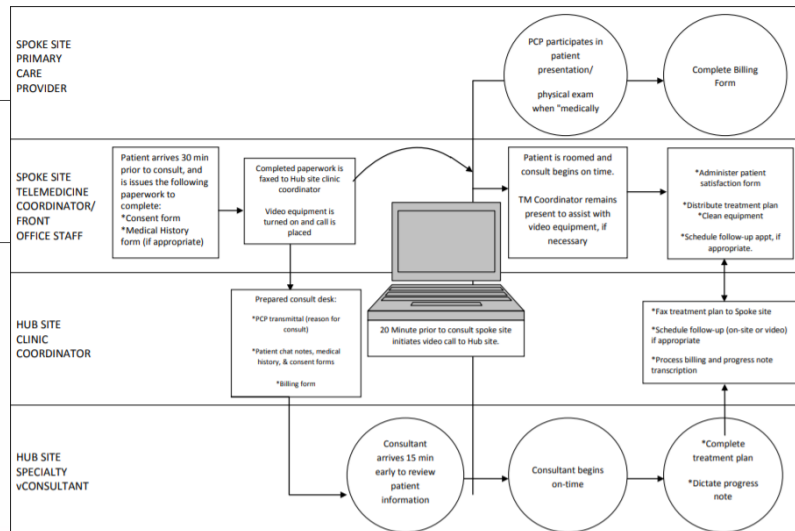 SPOKE SITE
PRIMARY
CARE
PROVIDER
PCP participates in
patient
presentation/
physical exam
when "medically
Complete Billing
Form
SPOKE SITE
TELEMEDICINE
COORDINATOR/
FRONT
OFFICE STAFF
Patient arrives 30 min
prior to consult, and
is issues the following
paperwork to
complete:
*Consent form
*Medical History
form (if appropriate)
Completed paperwork is
faxed to Hub site clinic
coordinator
Video equipment is
turned on and call is
placed
Patient is roomed and
consult begins on time.
TM Coordinator remains
present to assist with
video equipment, if
necessary
*Administer patient
satisfaction form
*Distribute treatment plan
*Clean equipment
*Schedule follow-up appt, if
appropriate.
HUB SITE
CLINIC
COORDINATOR
Prepared consult desk:
*PCP transmittal (reason for
consult)
*Patient chat notes, medical
history, & consent forms
*Billing form
20 Minute prior to consult spoke site
initiates video call to Hub site.
*Fax treatment plan to Spoke site
*Schedule follow-up (on-site or video) if
appropriate
*Process billing and progress note
transcription
HUB SITE
SPECIALTY
vCONSULTANT
Consultant
arrives 15 min
early to review
patient
information
Consultant begins
on-time
*Complete
treatment plan
*Dictate progress
note